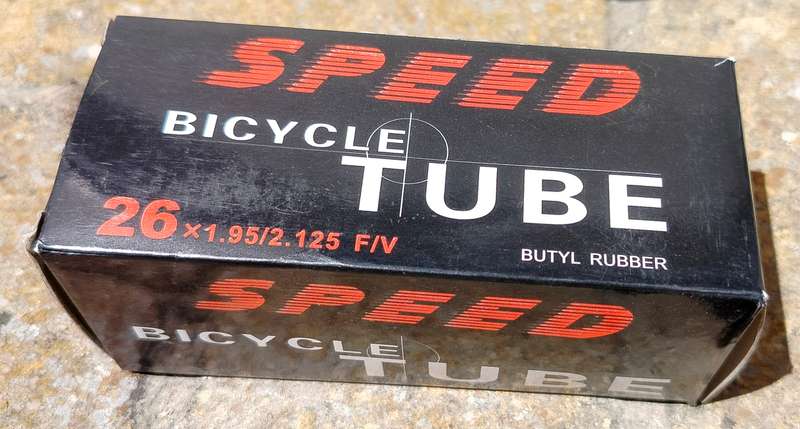 SPEED
BICYCLE
TUBE
26×1.95/2.125 F/V
BUTYL RUBBER
SPEED
BICYCLE
TUBE